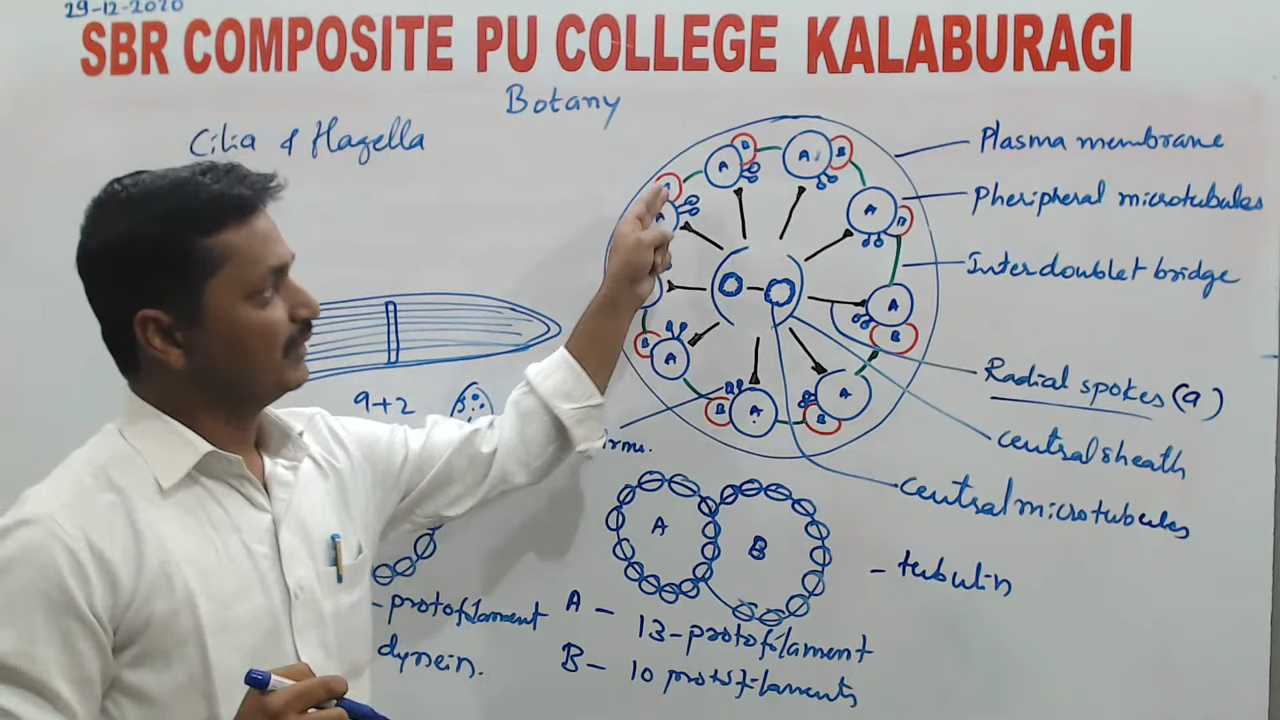 29-12-2020
SBR COMPOSITE PU COLLEGE KALABURAGI
Botany
Cilia & flagella
Plasma membrane
Pheripheral microtubules
Interdoublet bridge
Radial spokes (9)
central sheath
central microtubules
9+2
A B
A B
A B
A B
A B
A B
A B
A
A B
A
B
- tubulin
- protofilament
dynein.
A - 13-protofilament
B - 10 protofilaments